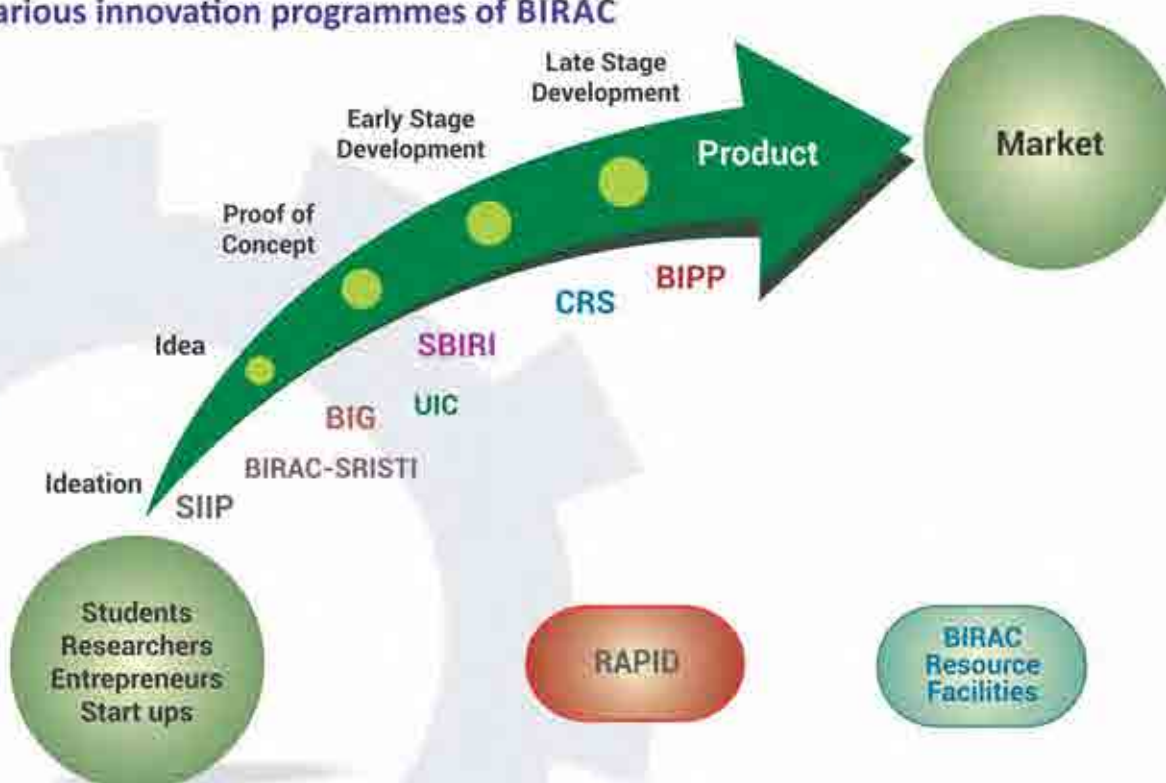 innovation programmes of BIRAC
Late Stage
Development
Early Stage
Development
Product
Market
Proof of
Concept
BIPP
CRS
Idea
SBIRI
UIC
BIG
BIRAC-SRISTI
Ideation
SIIP
Students
Researchers
Entrepreneurs
Start ups
RAPID
BIRAC
Resource
Facilities